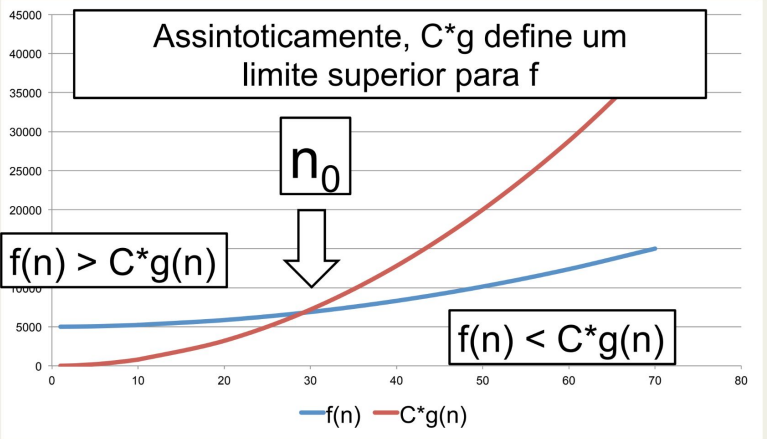 45000
Assintoticamente, C*g define um
40000
limite superior para f
35000
30000
n₀
25000
20000
f(n) > C*g(n)
10000
5000
f(n) < C*g(n)
0
0 10 20 30 40 50 60 70 80
f(n) C*g(n)